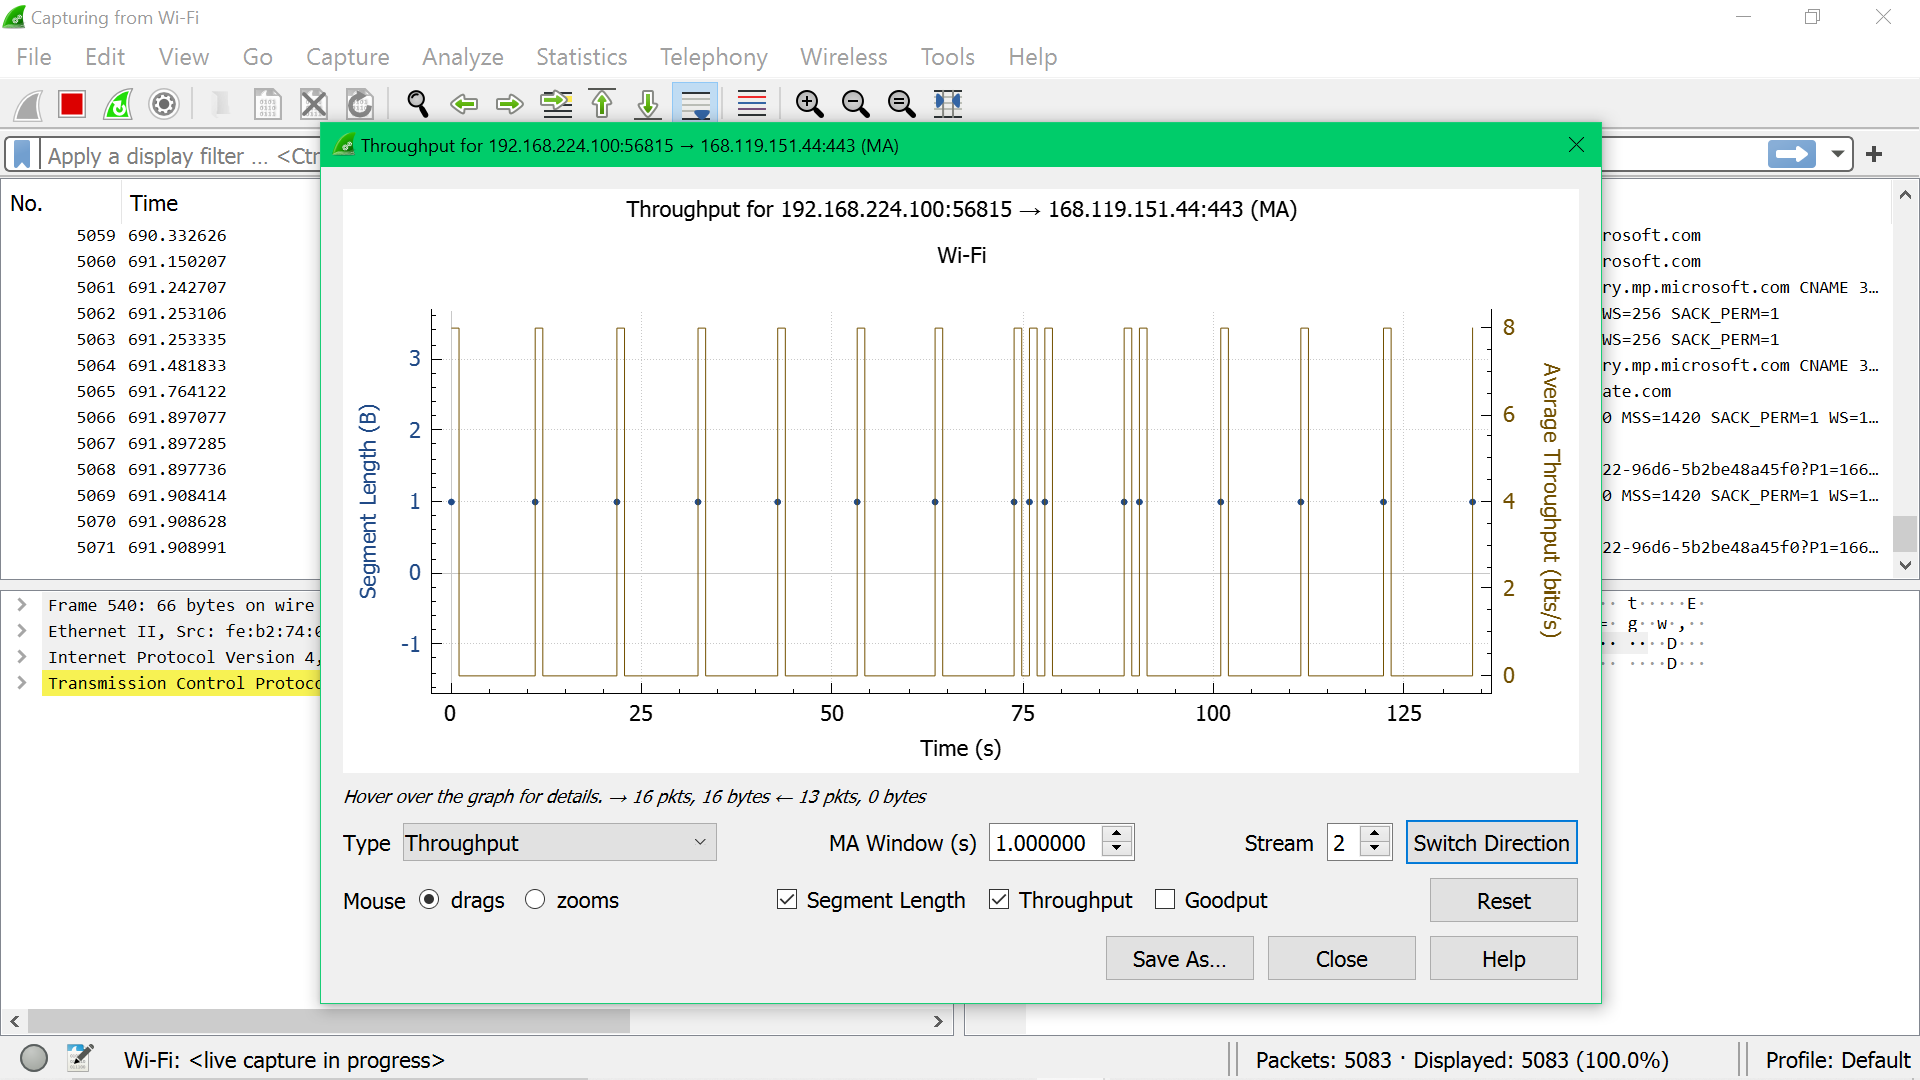 Capturing from Wi-Fi
File Edit View Go Capture Analyze Statistics Telephony Wireless Tools Help
Apply a display filter ... <Ctr
Throughput for 192.168.224.100:56815 → 168.119.151.44:443 (MA)
No. Time
5059 690.332626 rosoft.com
5060 691.150207 rosoft.com
5061 691.242707 ry.mp.microsoft.com CNAME 3…
5062 691.253106 WS=256 SACK_PERM=1
5063 691.253335 WS=256 SACK_PERM=1
5064 691.481833 ry.mp.microsoft.com CNAME 3…
5065 691.764122 ate.com
5066 691.897077 0 MSS=1420 SACK_PERM=1 WS=1…
5067 691.897285
5068 691.897736 22-96d6-5b2be48a45f0?P1=166…
5069 691.908414 0 MSS=1420 SACK_PERM=1 WS=1…
5070 691.908628
5071 691.908991 22-96d6-5b2be48a45f0?P1=166…
Throughput for 192.168.224.100:56815 → 168.119.151.44:443 (MA)
Wi-Fi
Segment Length (B)
3
2
1
0
-1
8
6
4
2
0
Average Throughput (bits/s)
0 25 50 75 100 125
Time (s)
Hover over the graph for details. → 16 pkts, 16 bytes ← 13 pkts, 0 bytes
Type Throughput MA Window (s) 1.000000 Stream 2 Switch Direction
Mouse drags zooms Segment Length Throughput Goodput Reset
Save As... Close Help
Frame 540: 66 bytes on wire
Ethernet II, Src: fe:b2:74:
Internet Protocol Version 4,
Transmission Control Protoc
·· t·····E·
=· g··w·,··
·· ··D···
·· ····D···
Wi-Fi: <live capture in progress> Packets: 5083 · Displayed: 5083 (100.0%) Profile: Default